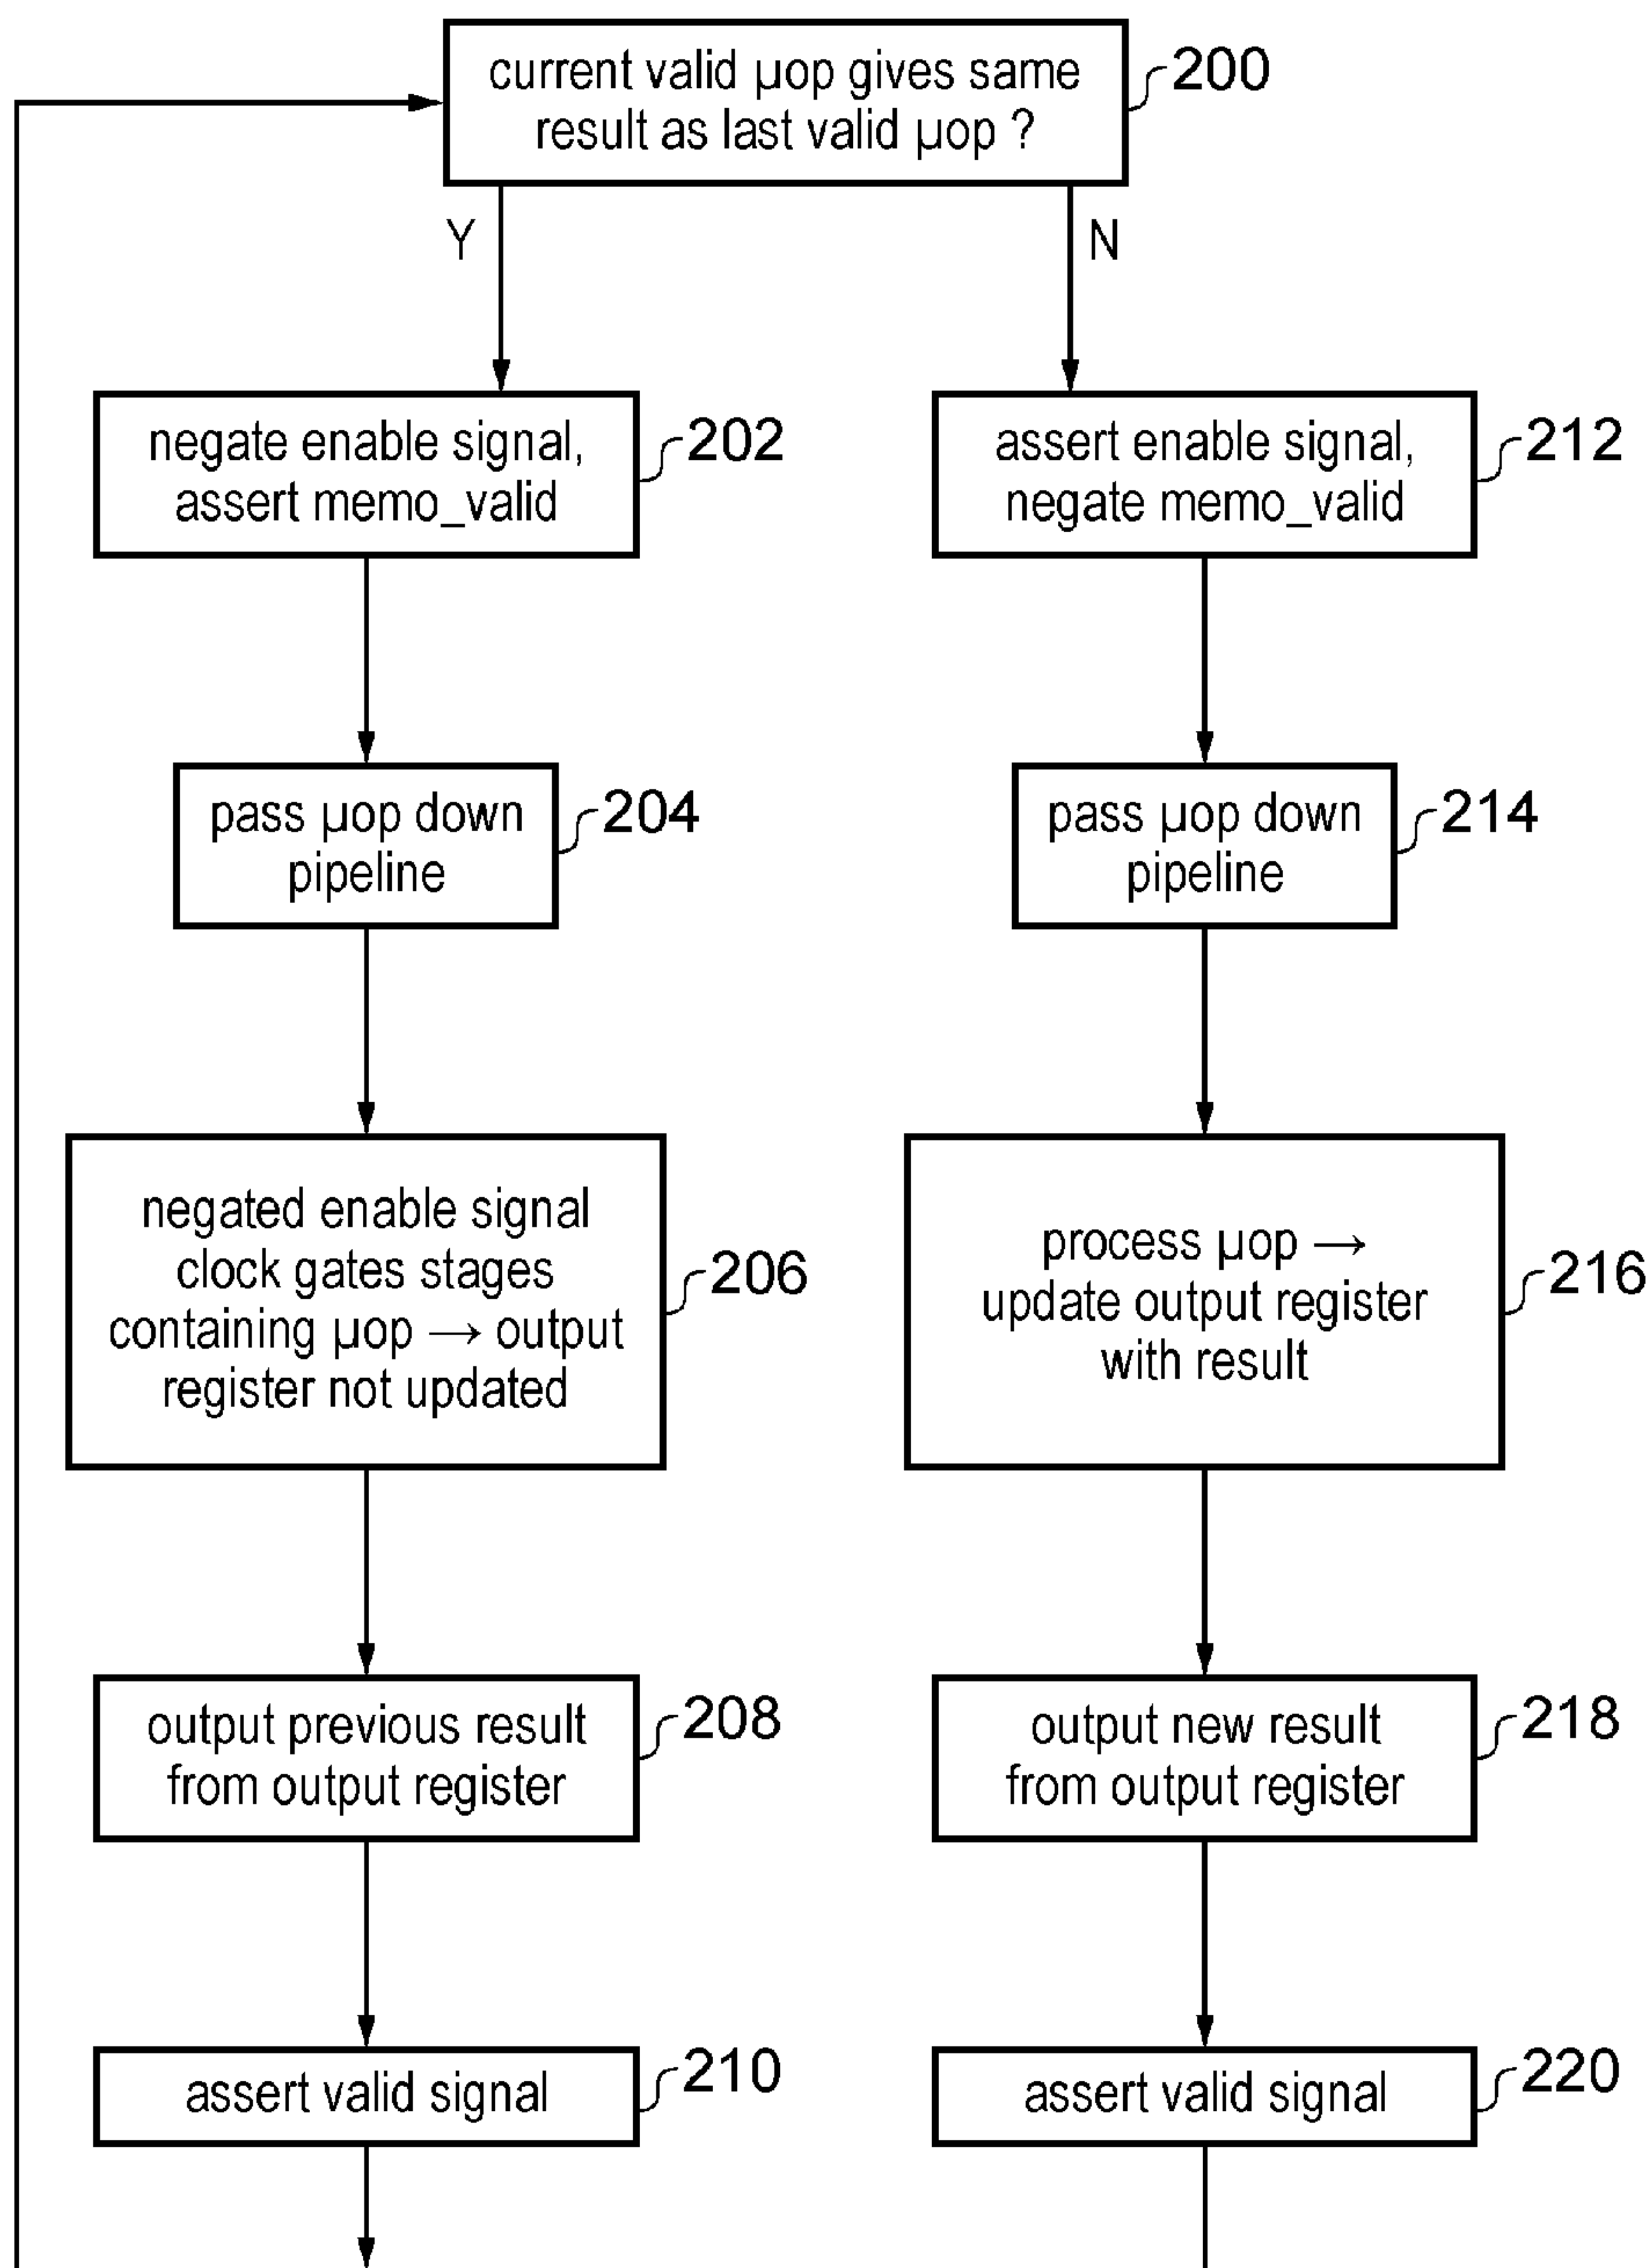 current valid µop gives same
result as last valid µop ?
200
Y
N
negate enable signal,
assert memo_valid
202
assert enable signal,
negate memo_valid
212
pass µop down
pipeline
204
pass µop down
pipeline
214
negated enable signal
clock gates stages
containing µop → output
register not updated
206
process µop →
update output register
with result
216
output previous result
from output register
208
output new result
from output register
218
assert valid signal
210
assert valid signal
220